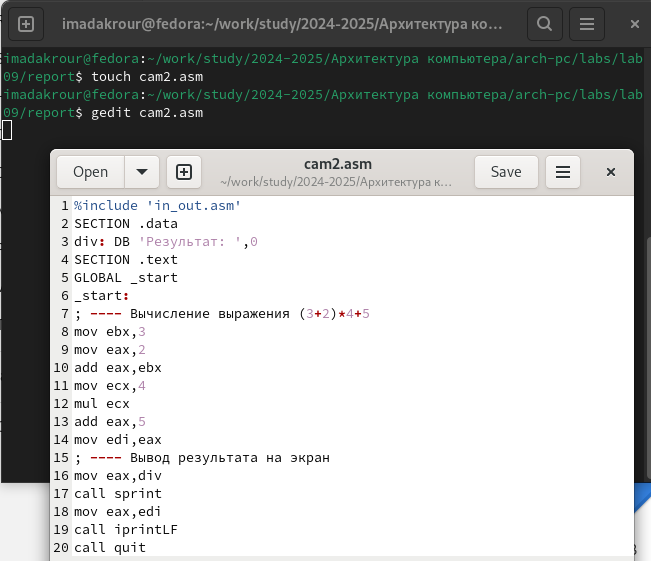 imadakrour@fedora:~/work/study/2024-2025/Архитектура ко...
imadakrour@fedora:~/work/study/2024-2025/Архитектура компьютера/arch-pc/labs/lab
09/report$ touch cam2.asm
imadakrour@fedora:~/work/study/2024-2025/Архитектура компьютера/arch-pc/labs/lab
09/report$ gedit cam2.asm
Open
cam2.asm
~/work/study/2024-2025/Архитектура к...
Save
1 %include 'in_out.asm'
2 SECTION .data
3 div: DB 'Результат: ',0
4 SECTION .text
5 GLOBAL _start
6 _start:
7 ; ---- Вычисление выражения (3+2)*4+5
8 mov ebx,3
9 mov eax,2
10 add eax,ebx
11 mov ecx,4
12 mul ecx
13 add eax,5
14 mov edi,eax
15 ; ---- Вывод результата на экран
16 mov eax,div
17 call sprint
18 mov eax,edi
19 call iprintLF
20 call quit